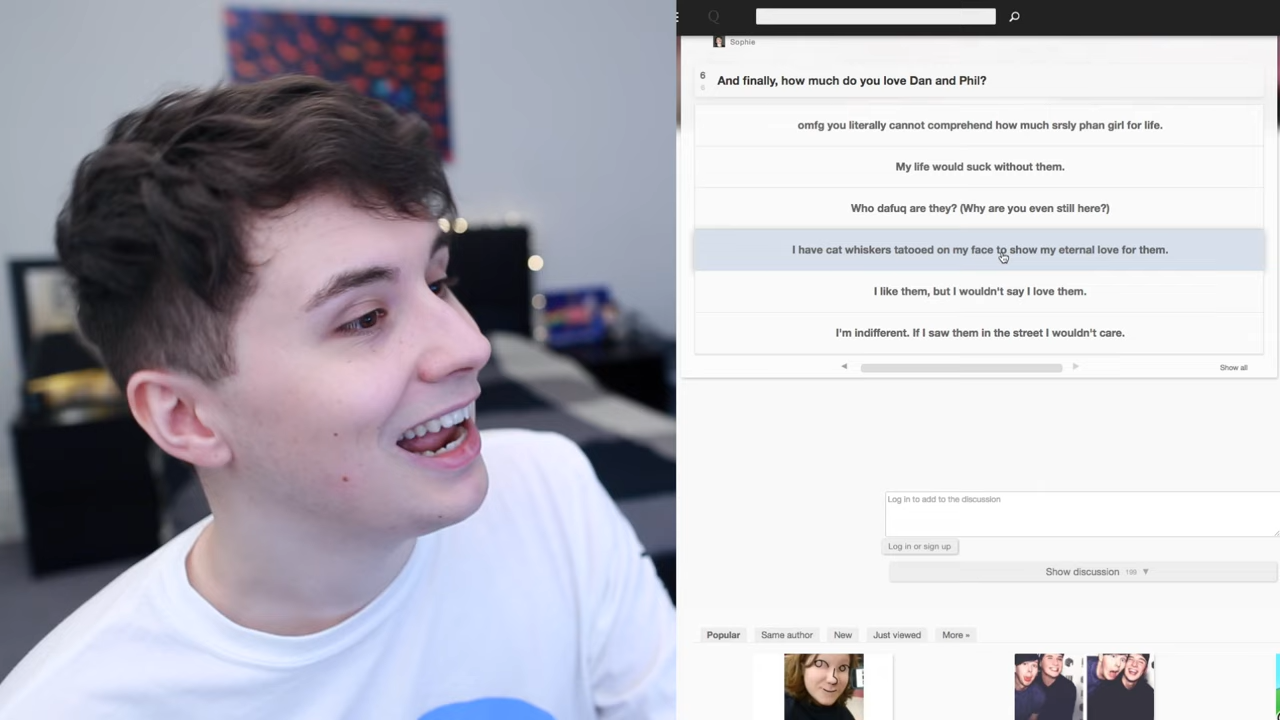 Q
Sophie
6
6
And finally, how much do you love Dan and Phil?
omfg you literally cannot comprehend how much srsly phan girl for life.
My life would suck without them.
Who dafuq are they? (Why are you even still here?)
I have cat whiskers tatooed on my face to show my eternal love for them.
I like them, but I wouldn't say I love them.
I'm indifferent. If I saw them in the street I wouldn't care.
Show all
Log in to add to the discussion
Log in or sign up
Show discussion 199 ▼
Popular
Same author
New
Just viewed
More »